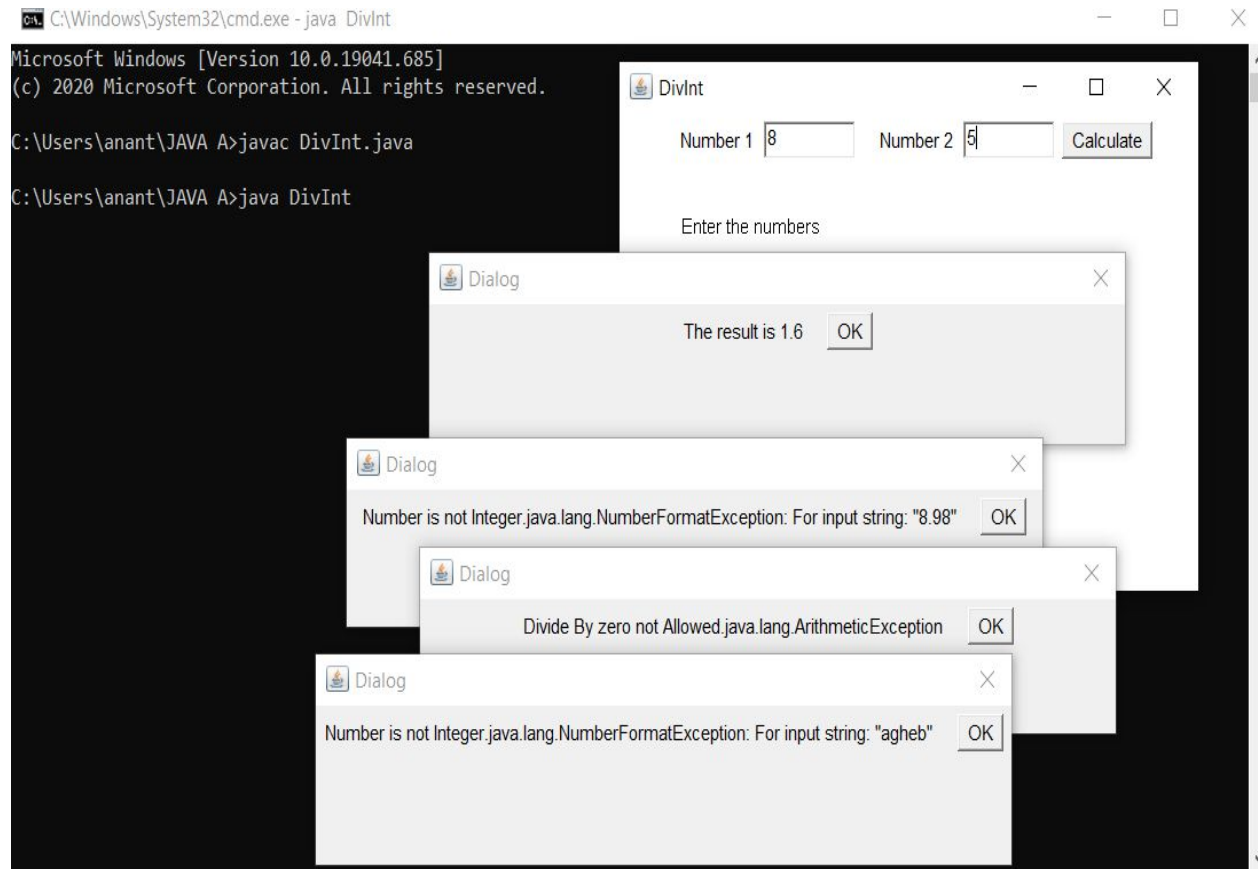 C:\Windows\System32\cmd.exe - java DivInt
Microsoft Windows [Version 10.0.19041.685]
(c) 2020 Microsoft Corporation. All rights reserved.
C:\Users\anant\JAVA A>javac DivInt.java
C:\Users\anant\JAVA A>java DivInt
DivInt
Number 1 8 Number 2 5 Calculate
Enter the numbers
Dialog
The result is 1.6 OK
Dialog
Number is not Integer.java.lang.NumberFormatException: For input string: "8.98" OK
Dialog
Divide By zero not Allowed.java.lang.ArithmeticException OK
Dialog
Number is not Integer.java.lang.NumberFormatException: For input string: "agheb" OK